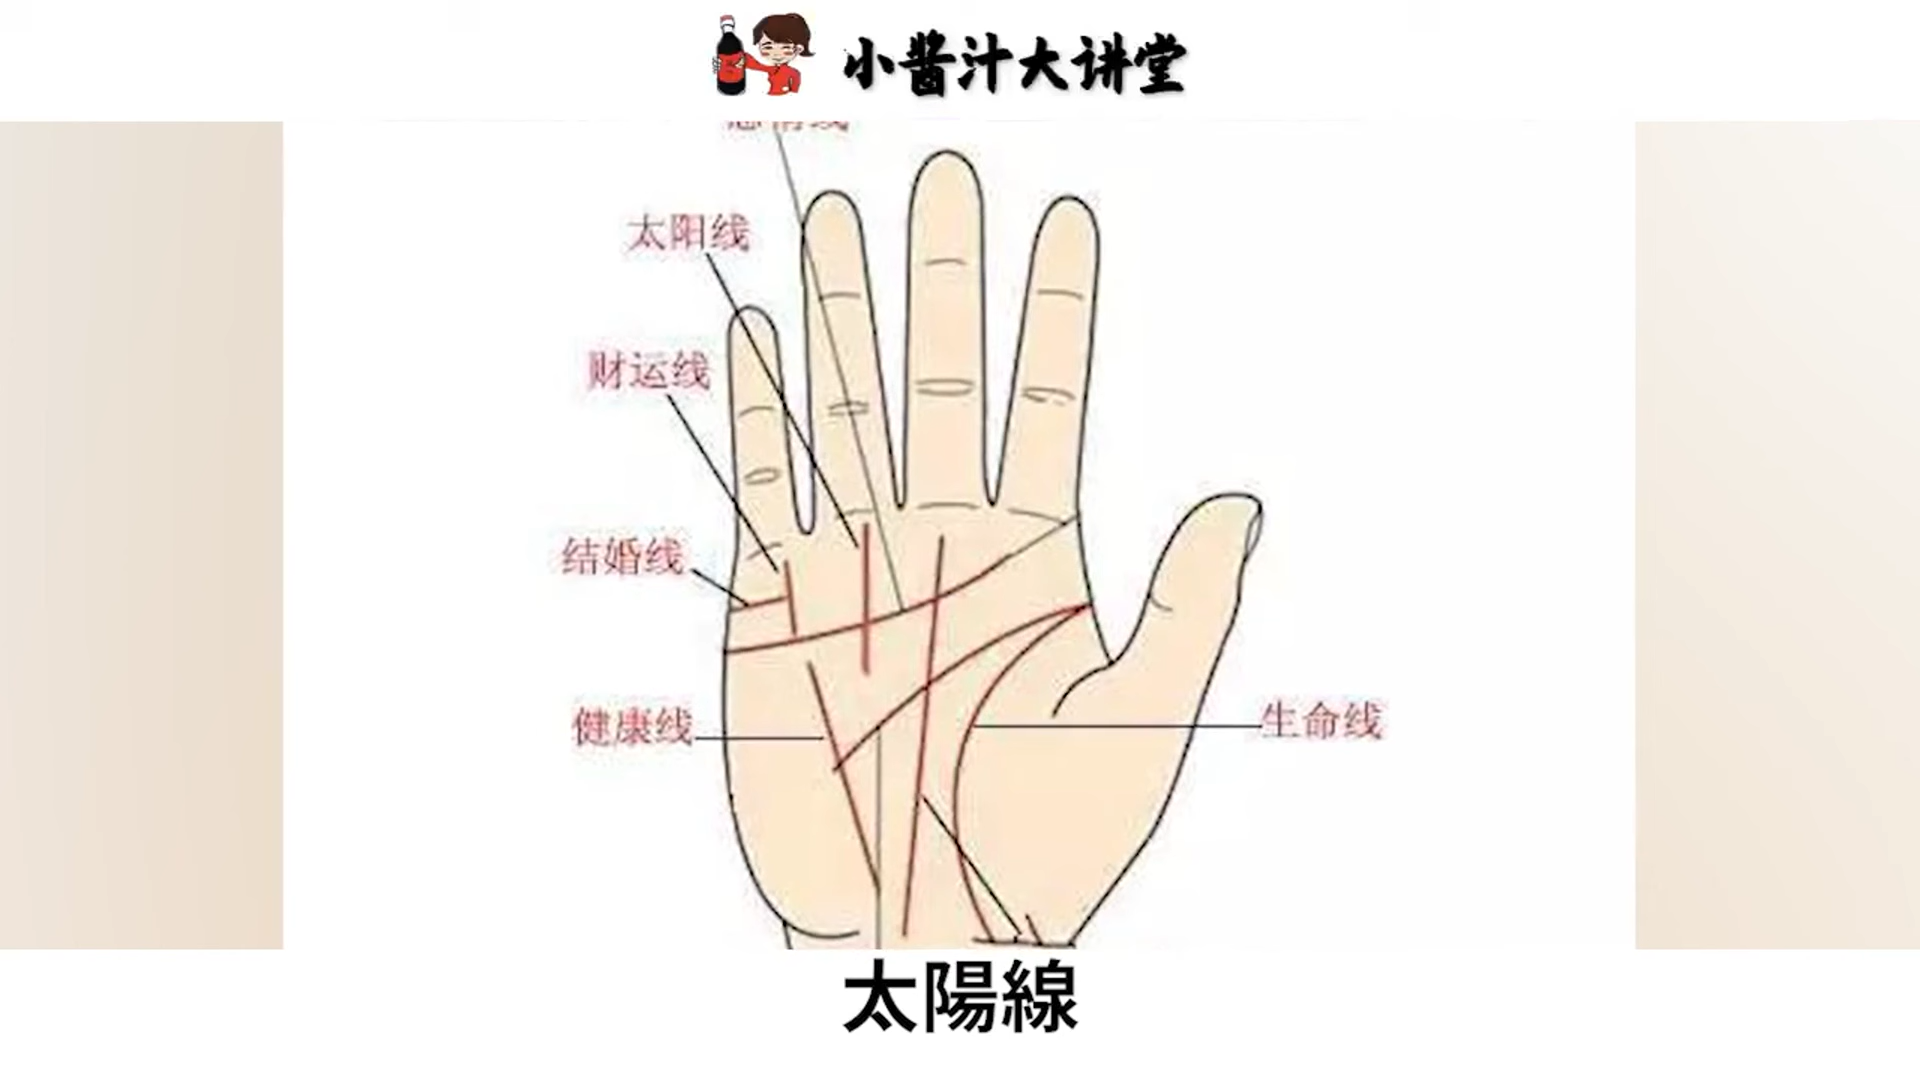 小酱汁大讲堂
太阳线
财运线
结婚线
健康线
生命线
太陽線